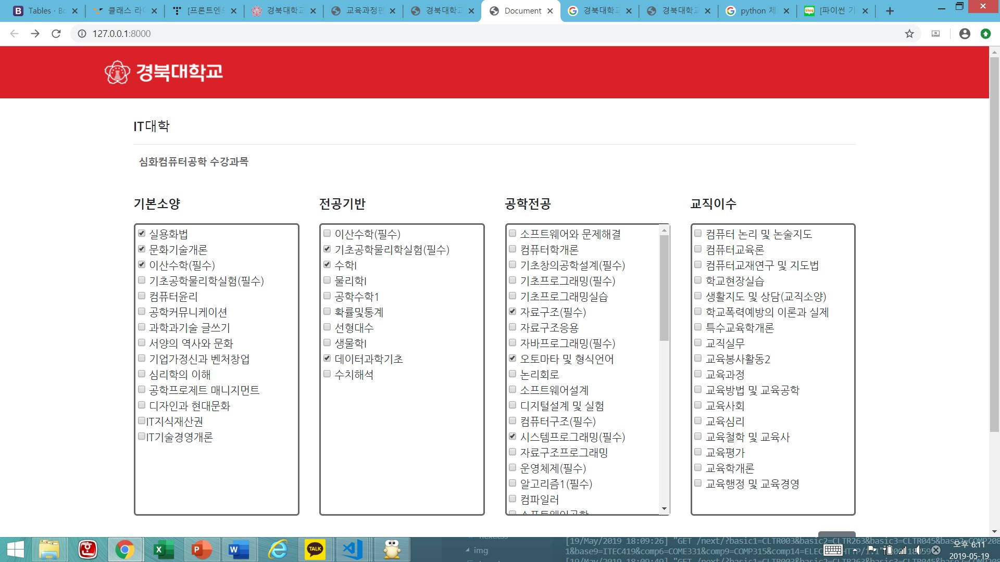 Tables · Bo
클래스 라이
[프론트엔드
경북대학교
교육과정편
경북대학교
Document
경북대학교
경북대학교
python 체
[파이썬 기
127.0.0.1:8000
경북대학교
IT대학
심화컴퓨터공학 수강과목
기본소양
실용화법
문화기술개론
이산수학(필수)
기초공학물리학실험(필수)
컴퓨터윤리
공학커뮤니케이션
과학과기술 글쓰기
서양의 역사와 문화
기업가정신과 벤처창업
심리학의 이해
공학프로제트 매니지먼트
디자인과 현대문화
IT지식재산권
IT기술경영개론
전공기반
이산수학(필수)
기초공학물리학실험(필수)
수학I
물리학I
공학수학1
확률및통계
선형대수
생물학I
데이터과학기초
수치해석
공학전공
소프트웨어와 문제해결
컴퓨터학개론
기초창의공학설계(필수)
기초프로그래밍(필수)
기초프로그래밍실습
자료구조(필수)
자료구조응용
자바프로그래밍(필수)
오토마타 및 형식언어
논리회로
소프트웨어설계
디지털설계 및 실험
컴퓨터구조(필수)
시스템프로그래밍(필수)
자료구조프로그래밍
운영체제(필수)
알고리즘1(필수)
컴파일러
소프트웨어공학
교직이수
컴퓨터 논리 및 논술지도
컴퓨터교육론
컴퓨터교재연구 및 지도법
학교현장실습
생활지도 및 상담(교직소양)
학교폭력예방의 이론과 실제
특수교육학개론
교직실무
교육봉사활동2
교육과정
교육방법 및 교육공학
교육사회
교육심리
교육철학 및 교육사
교육평가
교육학개론
교육행정 및 교육경영
TALK
img
[19/May/2019 18:09:26] "GET /next/?basic1=CLTR003&basic2=CLTR263&basic3=CLTR045&base2=COMP208
1&base9=ITEC419&comp6=COME331&comp9=COMP315&comp14=ELEC
[19/May/2019 18:09:49] "GET /next/?basic1=CLTR003&basic2=CLTR263&basic3=CLTR045&
오후 6:11
2019-05-19